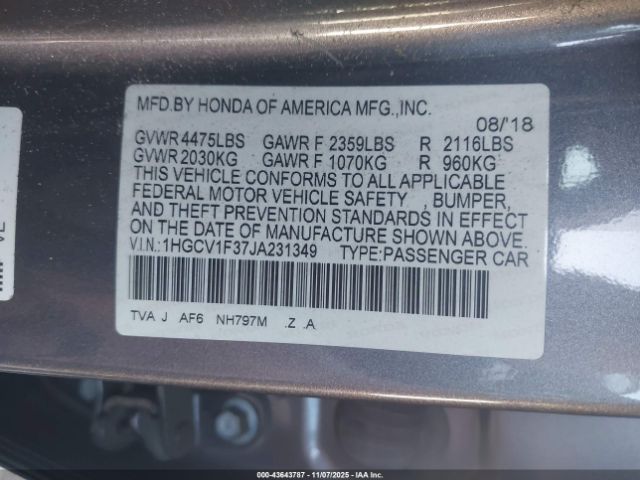 MFD.BY HONDA OF AMERICA MFG.,INC.
08/'18
GVWR 4475LBS GAWR F 2359LBS R 2116LBS
GVWR 2030KG GAWR F 1070KG R 960KG
THIS VEHICLE CONFORMS TO ALL APPLICABLE
FEDERAL MOTOR VEHICLE SAFETY , BUMPER,
AND THEFT PREVENTION STANDARDS IN EFFECT
ON THE DATE OF MANUFACTURE SHOWN ABOVE.
V.I.N.:1HGCV1F37JA231349 TYPE:PASSENGER CAR
TVA J AF6 NH797M .Z .A
VL
00-43643787 - 11/07/2025 - IAA Inc.